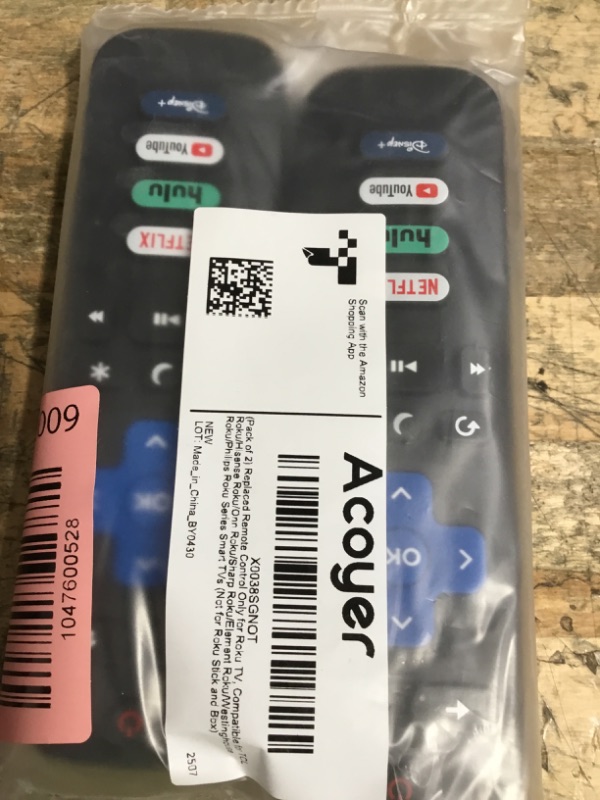 Disney+
YouTube
hulu
NETFLIX
Disney+
YouTube
hulu
NETFLIX
OK
OK
009
1047600528
Scan with the Amazon
Shopping App
Acoyer
X0038SGNOT
(Pack of 2) Replaced Remote Control Only for Roku TV, Compatible for TCL
Roku/Hisense Roku/Onn Roku/Sharp Roku/Element Roku/Westinghouse
Roku/Philips Roku Series Smart TVs (Not for Roku Stick and Box)
NEW
LOT: Made_in_China_BY0430
2507